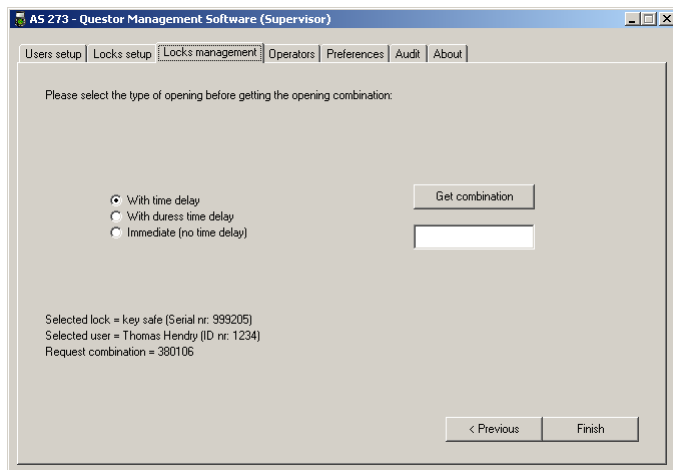 AS 273 - Questor Management Software (Supervisor)
Users setup Locks setup Locks management Operators Preferences Audit About
Please select the type of opening before getting the opening combination:
With time delay
With duress time delay
Immediate (no time delay)
Get combination
Selected lock = key safe (Serial nr: 999205)
Selected user = Thomas Hendry (ID nr: 1234)
Request combination = 380106
< Previous Finish